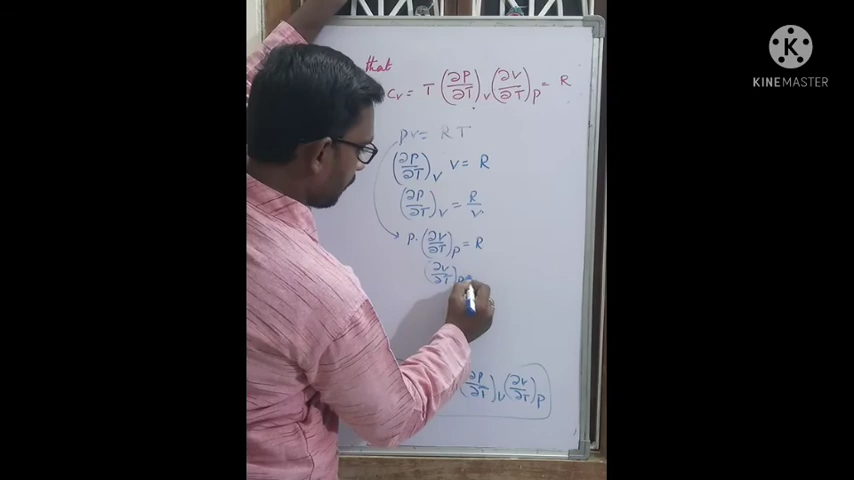 that
Cv = T (∂P/∂T)v (∂V/∂T)P = R
PV = RT
(∂P/∂T)v V = R
(∂P/∂T)v = R/V
P. (∂V/∂T)P = R
(∂V/∂T)P =
(∂P/∂T)v (∂V/∂T)P
K
KINEMASTER